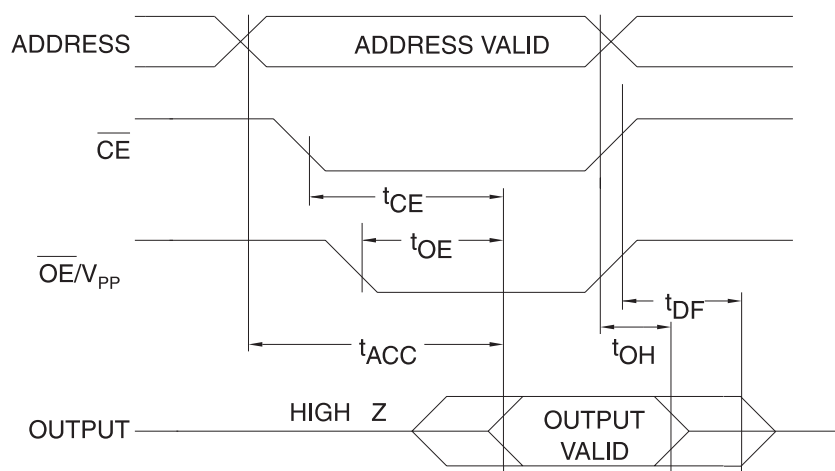 ADDRESS
ADDRESS VALID
CE
tCE
tOE
OE/VPP
tDF
tACC
tOH
HIGH Z
OUTPUT
OUTPUT
VALID